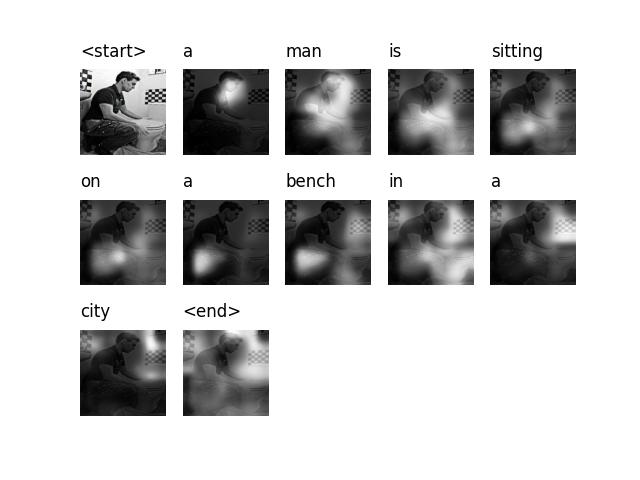 <start> a man is sitting
on a bench in a
city <end>